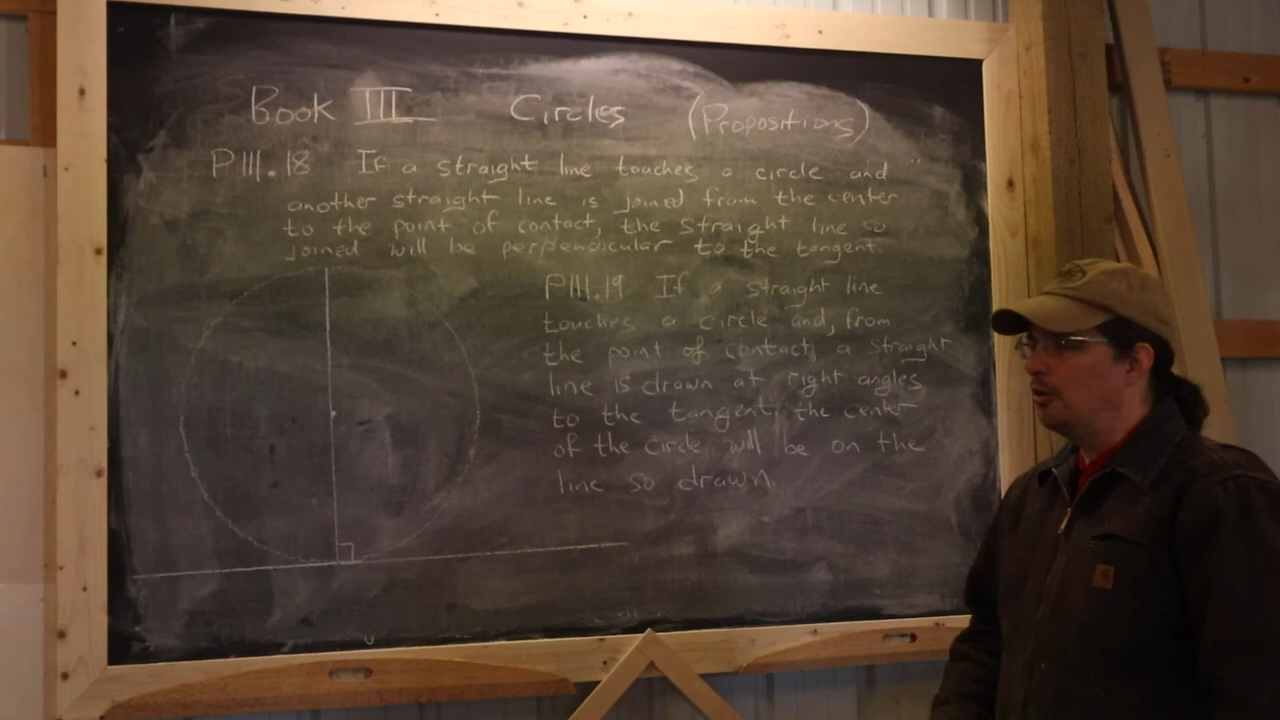 Book III Circles (Propositions)
PIII.18 If a straight line touches a circle and
another straight line is joined from the center
to the point of contact, the straight line so
joined will be perpendicular to the tangent.
PIII.19 If a straight line
touches a circle and, from
the point of contact, a straight
line is drawn at right angles
to the tangent, the center
of the circle will be on the
line so drawn.